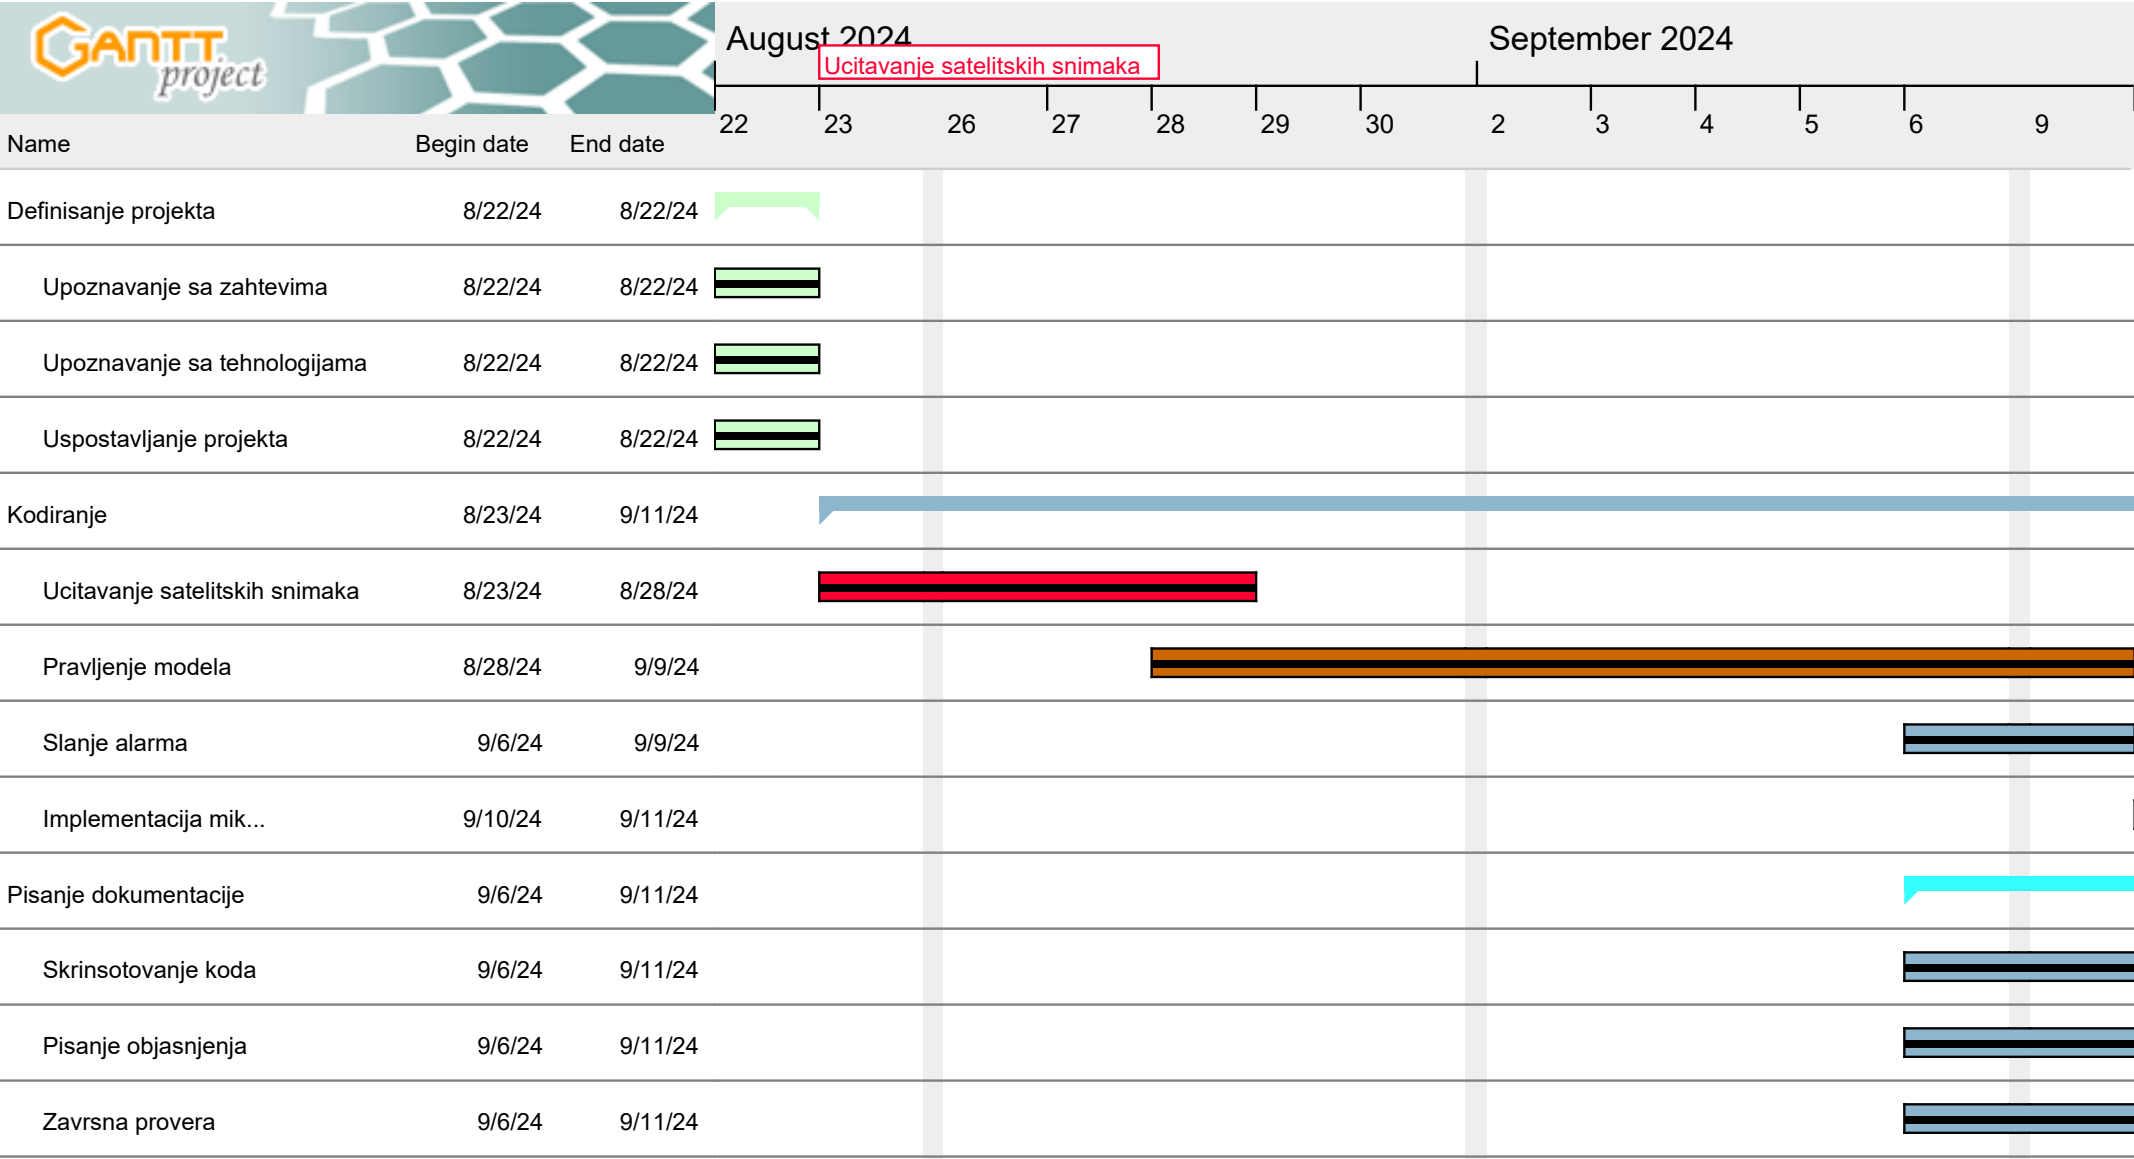 GANTT
project
August 2024
September 2024
Ucitavanje satelitskih snimaka
22 23 26 27 28 29 30 2 3 4 5 6 9
Name Begin date End date
Definisanje projekta 8/22/24 8/22/24
Upoznavanje sa zahtevima 8/22/24 8/22/24
Upoznavanje sa tehnologijama 8/22/24 8/22/24
Uspostavljanje projekta 8/22/24 8/22/24
Kodiranje 8/23/24 9/11/24
Ucitavanje satelitskih snimaka 8/23/24 8/28/24
Pravljenje modela 8/28/24 9/9/24
Slanje alarma 9/6/24 9/9/24
Implementacija mik... 9/10/24 9/11/24
Pisanje dokumentacije 9/6/24 9/11/24
Skrinsotovanje koda 9/6/24 9/11/24
Pisanje objasnjenja 9/6/24 9/11/24
Zavrsna provera 9/6/24 9/11/24